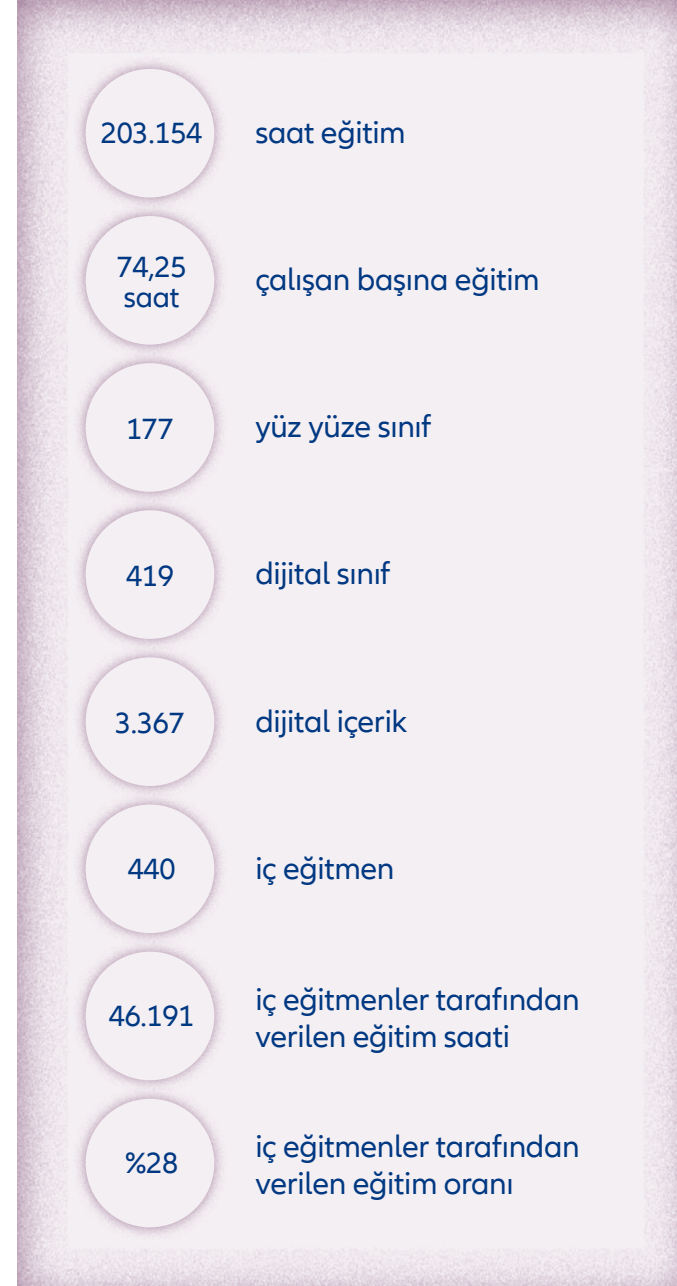 203.154
saat eğitim
74,25
saat
çalışan başına eğitim
177
yüz yüze sınıf
419
dijital sınıf
3.367
dijital içerik
440
iç eğitmen
46.191
iç eğitmenler tarafından
verilen eğitim saati
%28
iç eğitmenler tarafından
verilen eğitim oranı